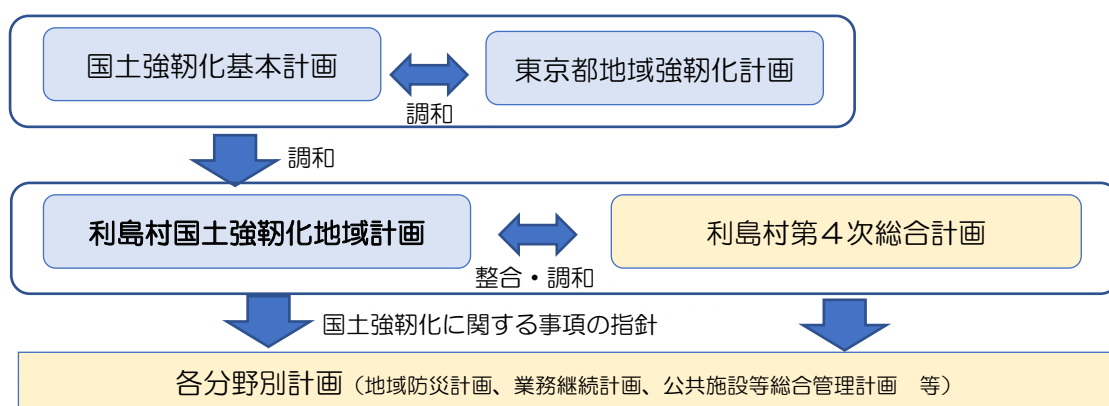 国土強靭化基本計画
東京都地域強靭化計画
調和
調和
利島村国土強靭化地域計画
利島村第４次総合計画
整合・調和
国土強靭化に関する事項の指針
各分野別計画（地域防災計画、業務継続計画、公共施設等総合管理計画　等）